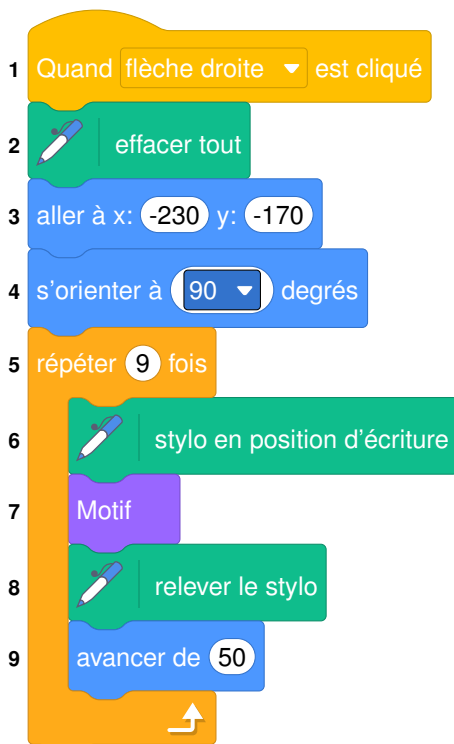 1 Quand flèche droite est cliqué
2 effacer tout
3 aller à x: -230 y: -170
4 s'orienter à 90 degrés
5 répéter 9 fois
6 stylo en position d'écriture
7 Motif
8 relever le stylo
9 avancer de 50